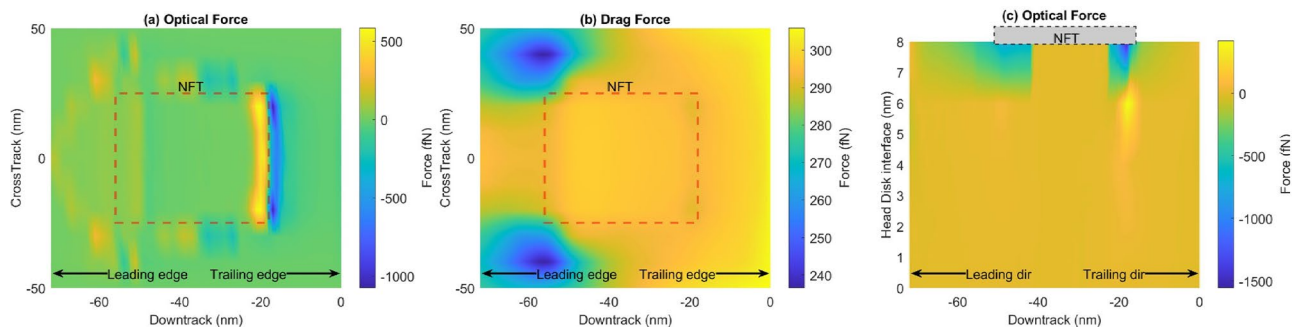 (a) Optical Force
50
CrossTrack (nm)
0
-50
NFT
Leading edge
Trailing edge
-60
-40
-20
0
Downtrack (nm)
500
0
-500
-1000
Force (fN)
(b) Drag Force
50
CrossTrack (nm)
0
-50
NFT
Leading edge
Trailing edge
-60
-40
-20
0
Downtrack (nm)
300
290
280
270
260
250
240
Force (fN)
(c) Optical Force
NFT
8
7
6
5
4
3
2
1
0
Head Disk interface (nm)
Leading dir
Trailing dir
-60
-40
-20
0
Downtrack (nm)
0
-500
-1000
-1500
Force (fN)